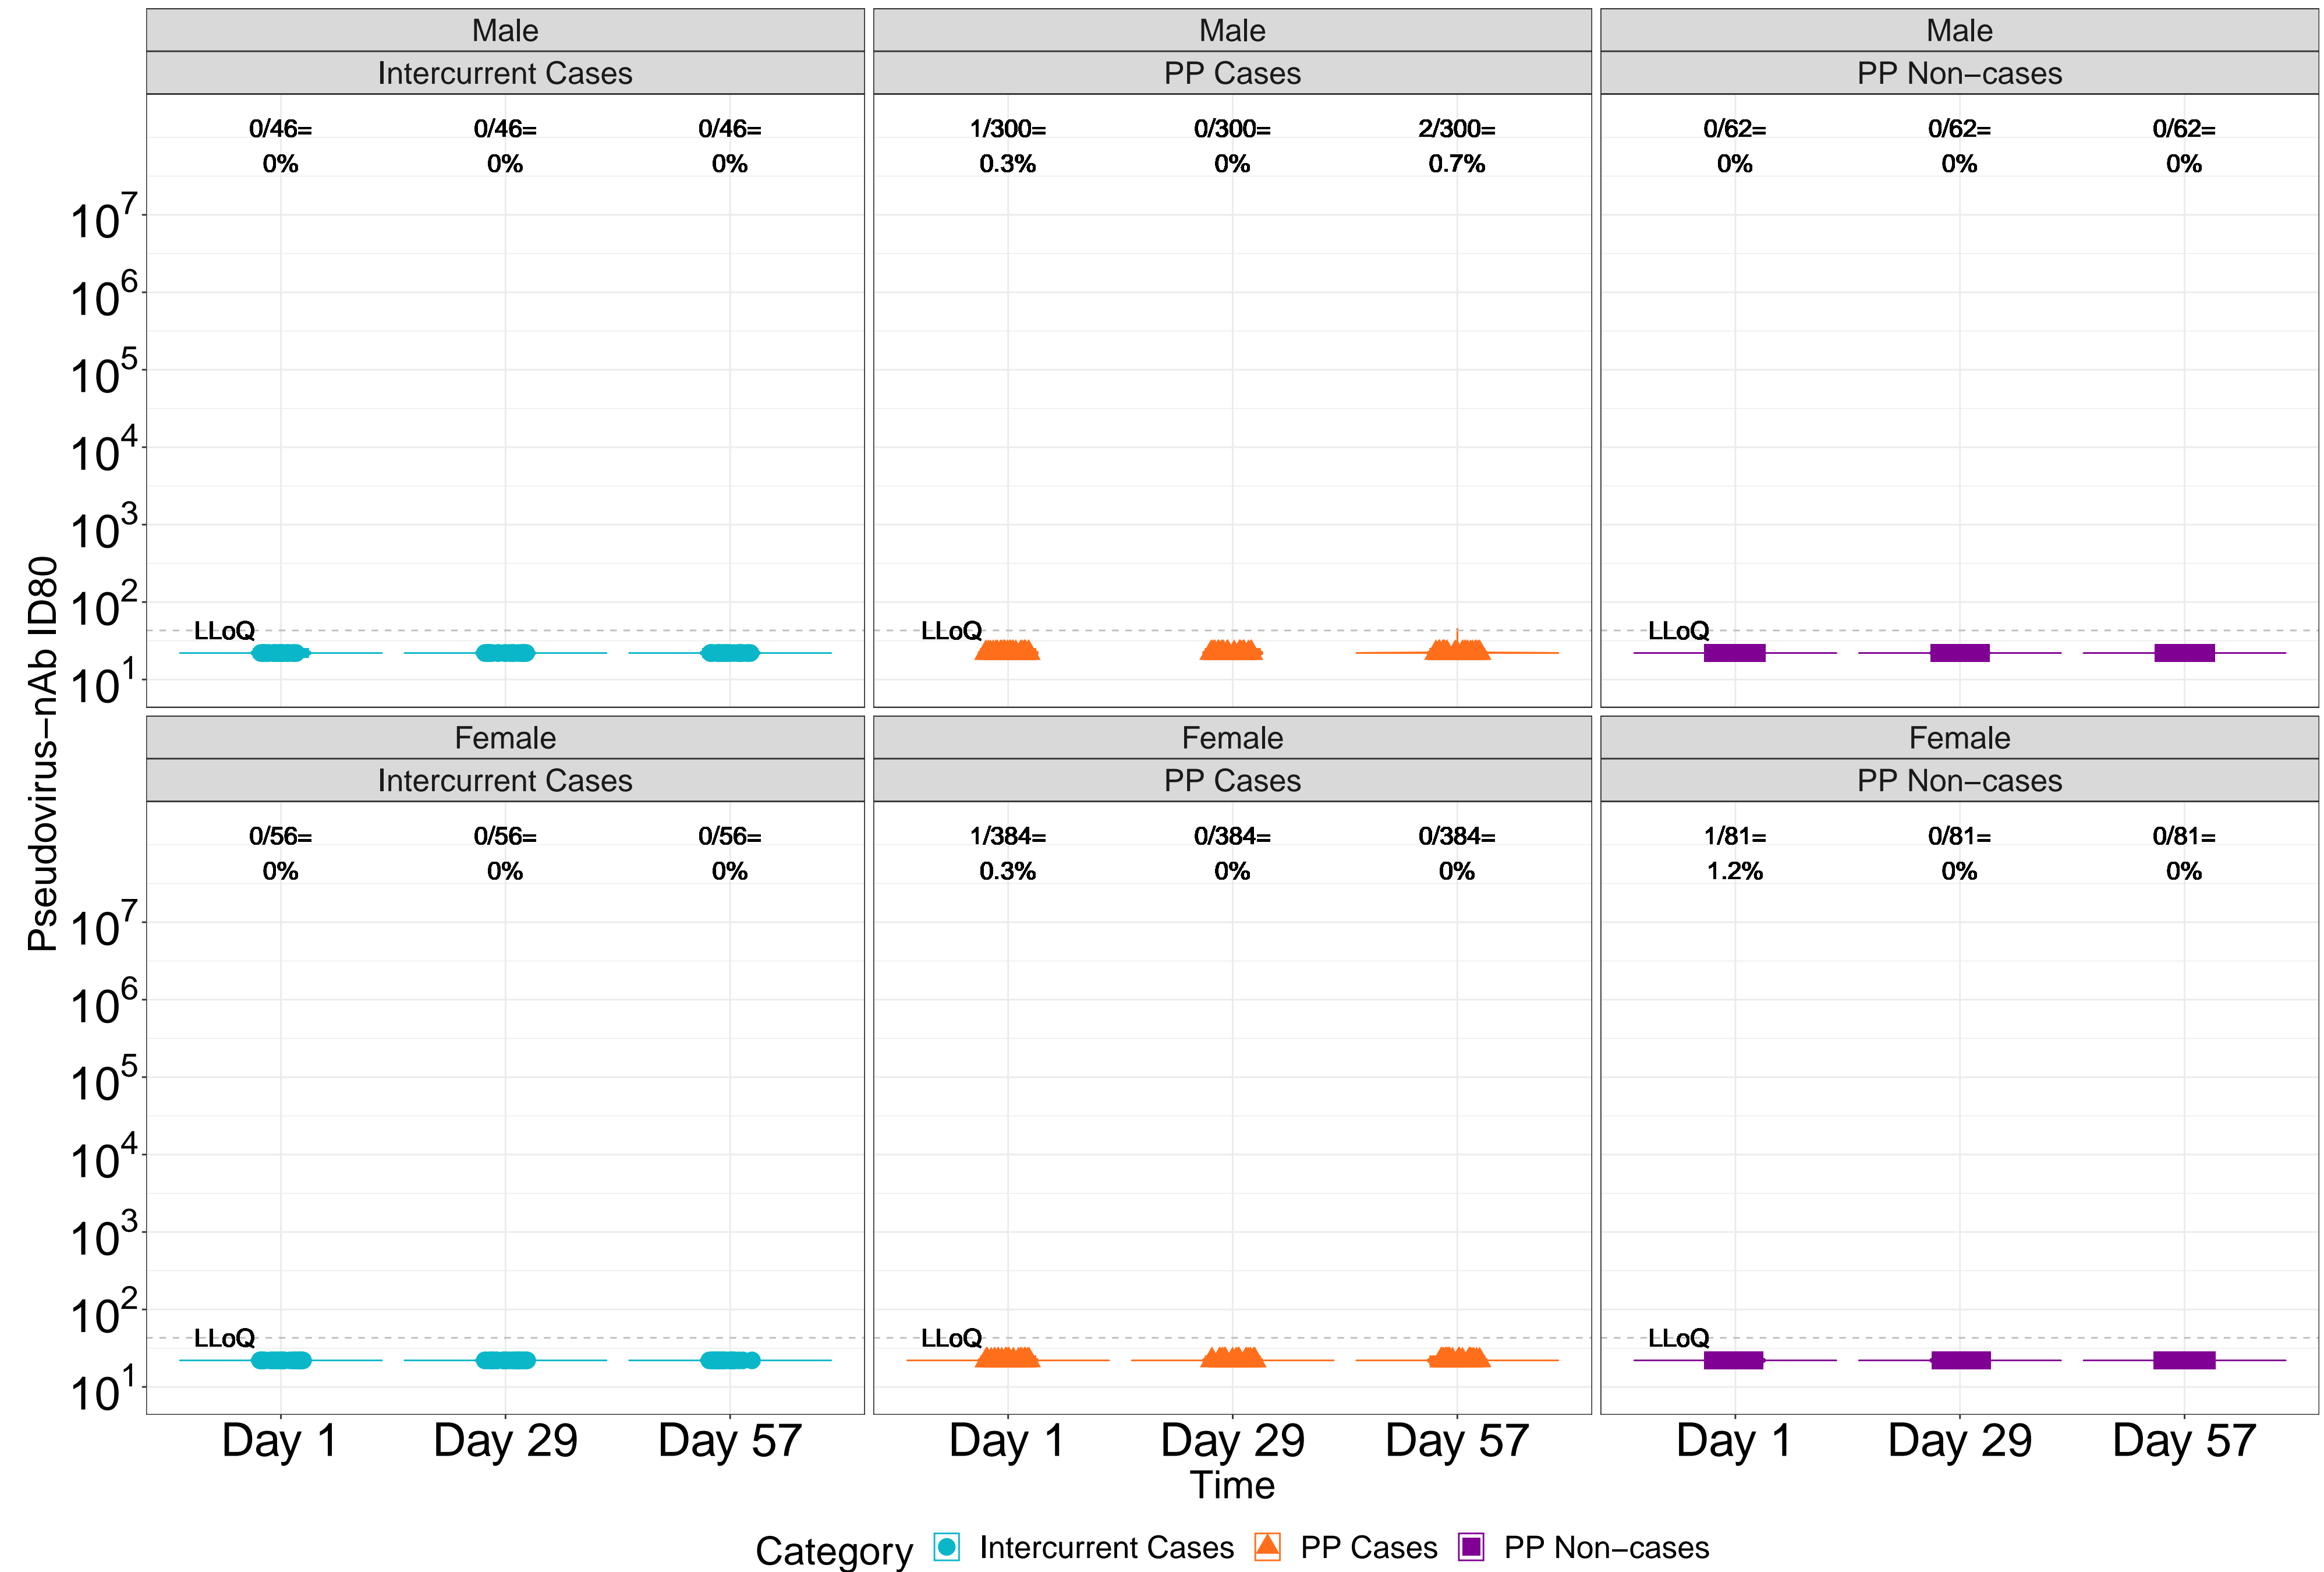 Male
Intercurrent Cases
0/46=
0%
0/46=
0%
0/46=
0%
Male
PP Cases
1/300=
0.3%
0/300=
0%
2/300=
0.7%
Male
PP Non−cases
0/62=
0%
0/62=
0%
0/62=
0%
10^7
10^6
10^5
10^4
10^3
10^2
10^1
LLoQ
LLoQ
LLoQ
Female
Intercurrent Cases
0/56=
0%
0/56=
0%
0/56=
0%
Female
PP Cases
1/384=
0.3%
0/384=
0%
0/384=
0%
Female
PP Non−cases
1/81=
1.2%
0/81=
0%
0/81=
0%
10^7
10^6
10^5
10^4
10^3
10^2
10^1
LLoQ
LLoQ
LLoQ
Pseudovirus−nAb ID80
Day 1 Day 29 Day 57
Day 1 Day 29 Day 57
Day 1 Day 29 Day 57
Time
Category Intercurrent Cases PP Cases PP Non−cases